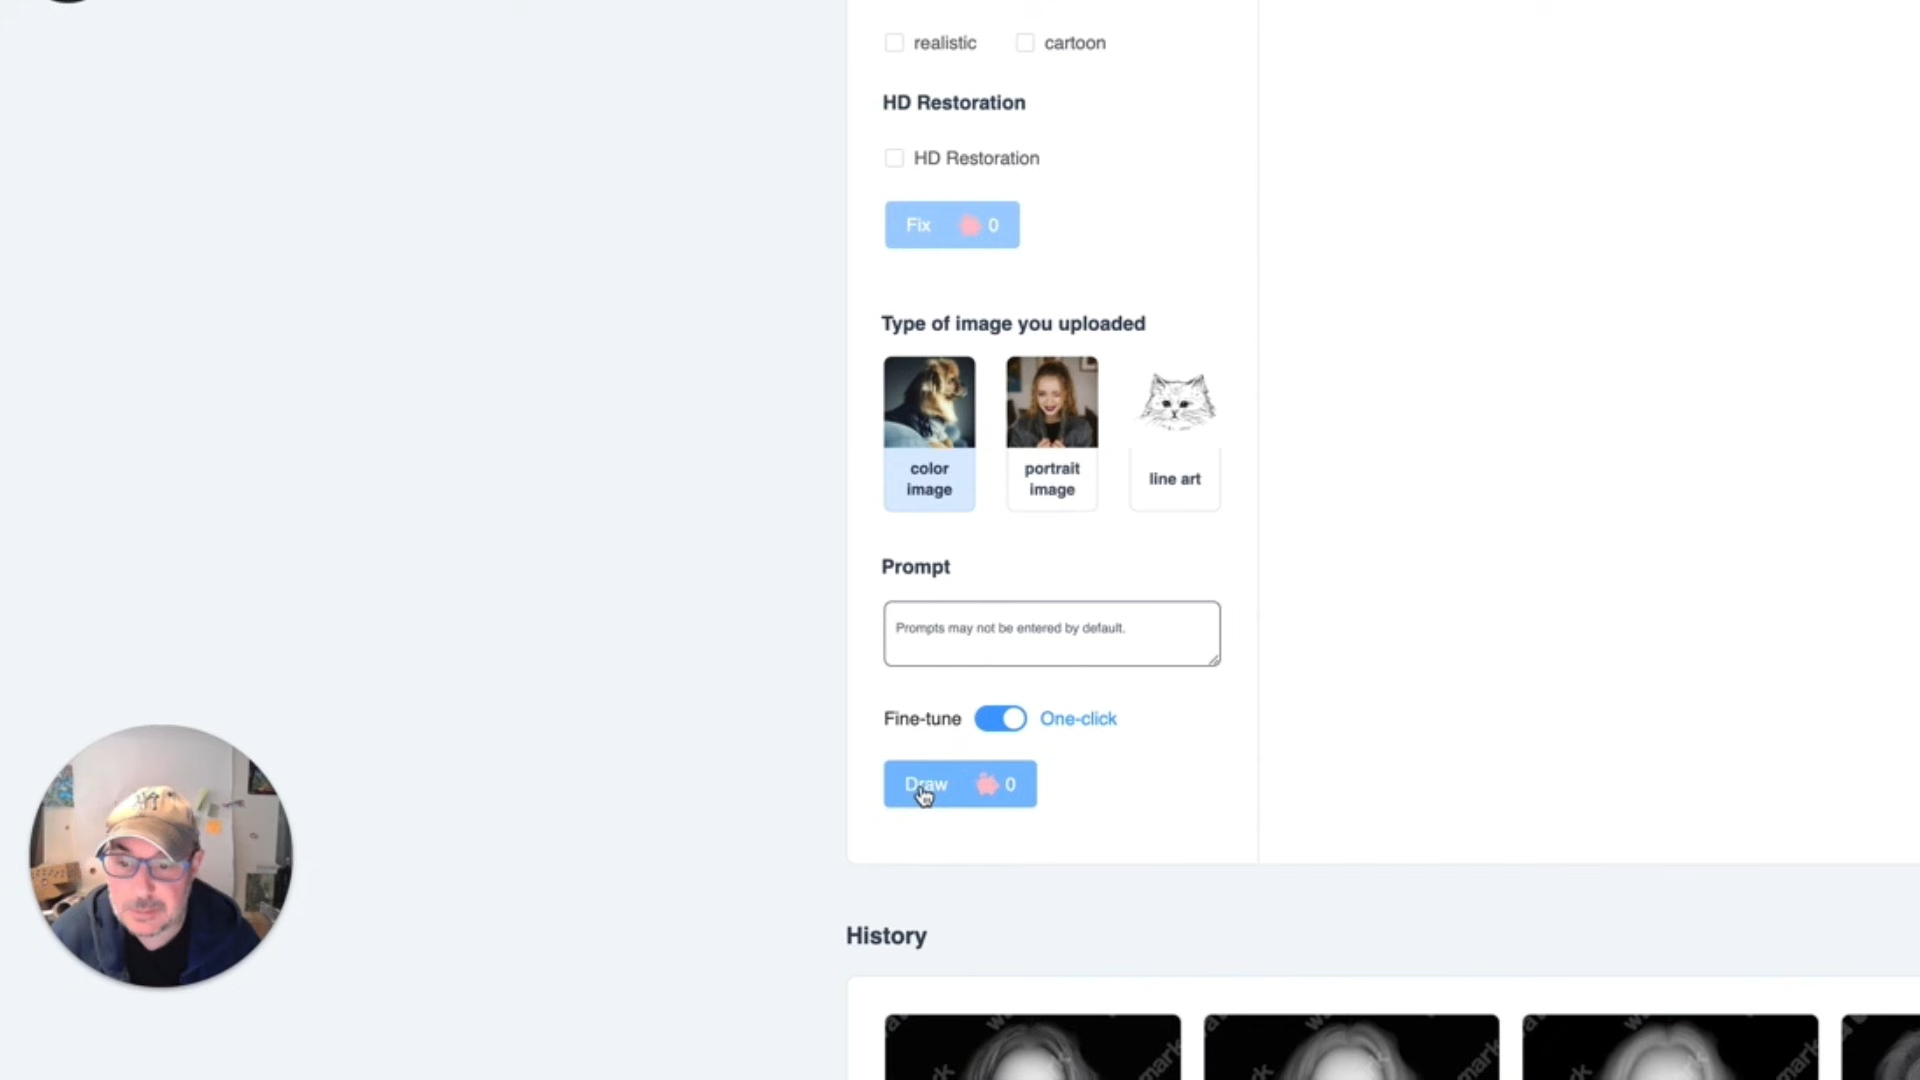 realistic cartoon
HD Restoration
HD Restoration
Fix 0
Type of image you uploaded
color image
portrait image
line art
Prompt
Prompts may not be entered by default.
Fine-tune One-click
Draw 0
History